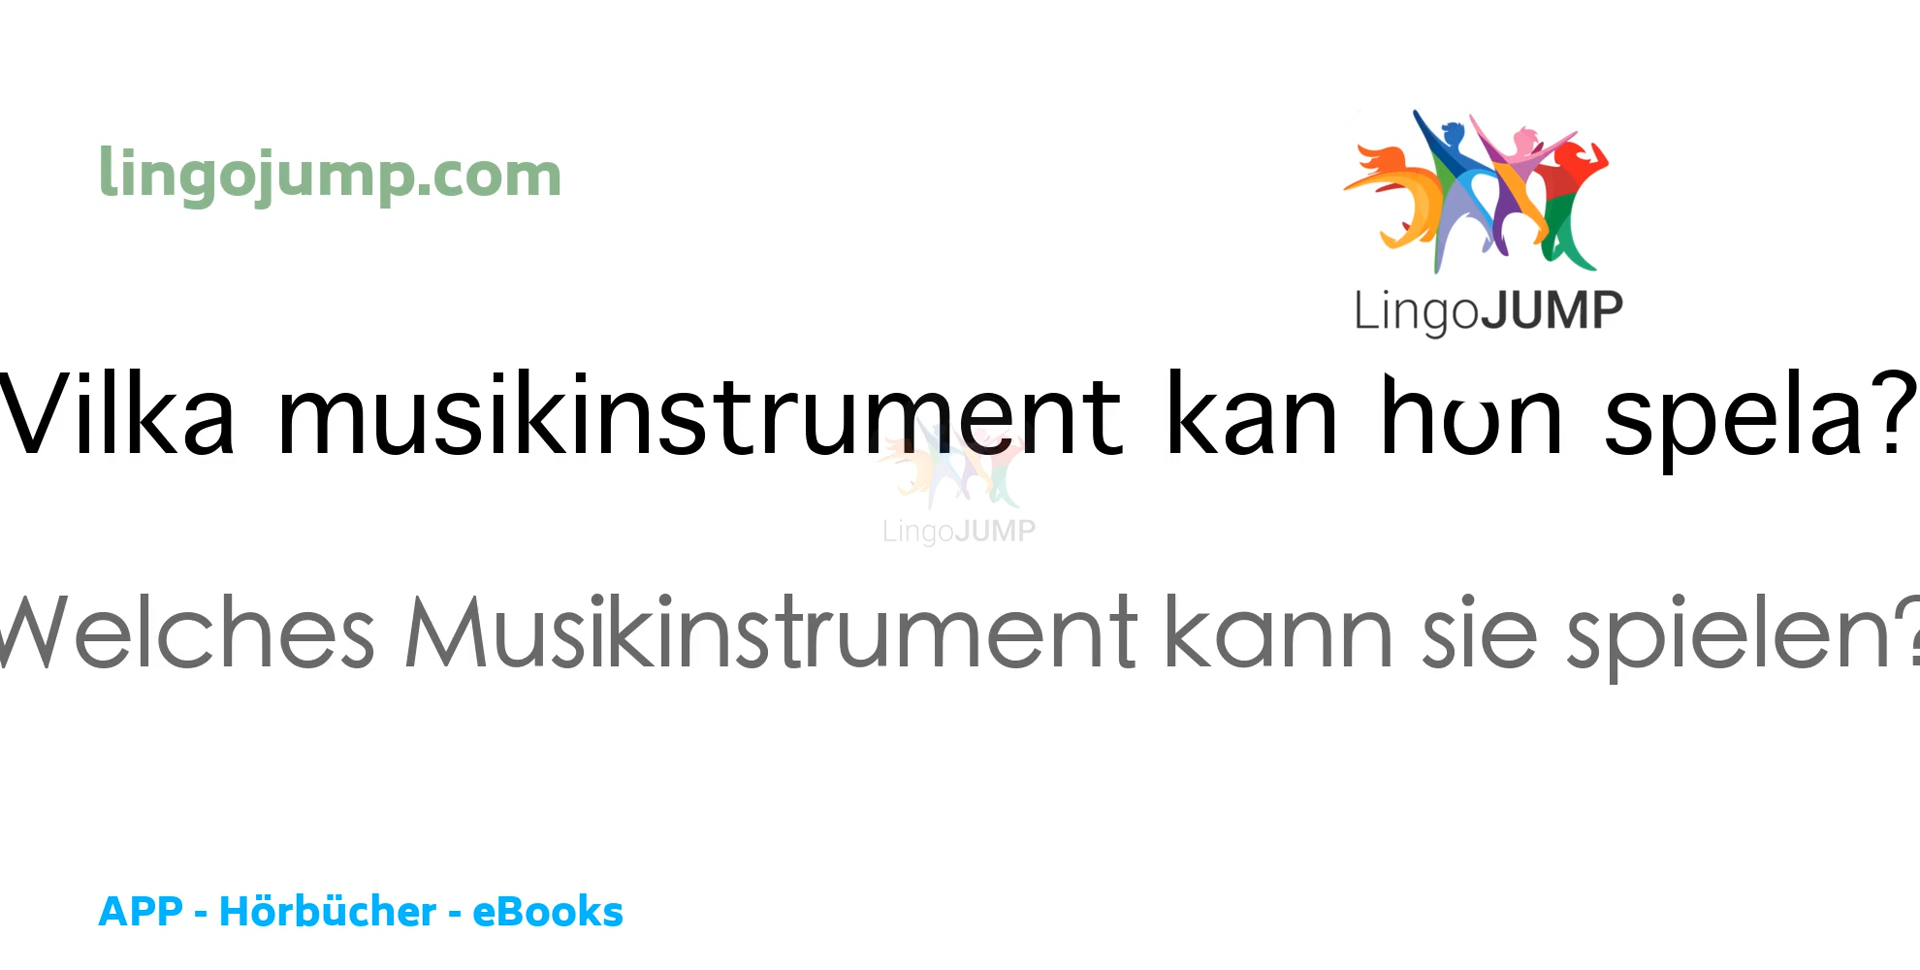 lingojump.com
LingoJUMP
Vilka musikinstrument kan hon spela?
LingoJUMP
Welches Musikinstrument kann sie spielen?
APP - Hörbücher - eBooks